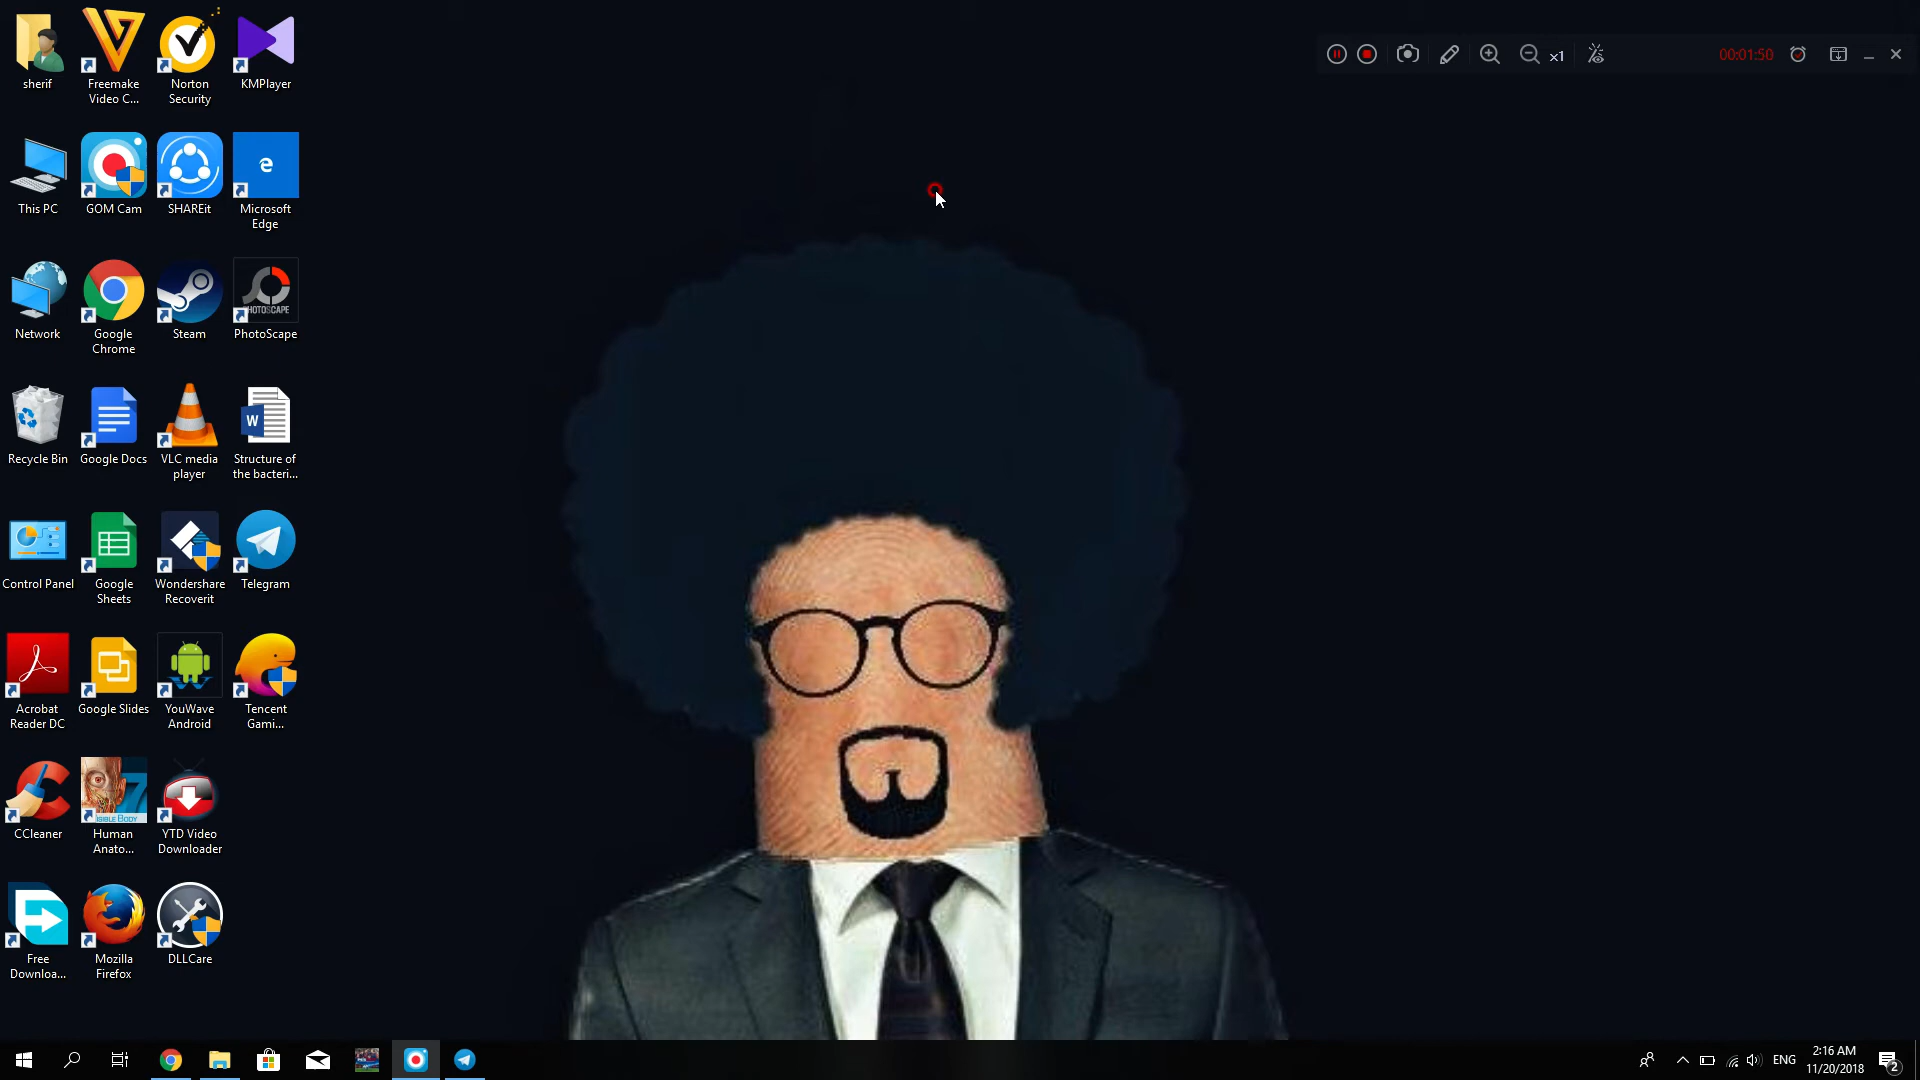 x1
00:01:50
sherif
Freemake
Video C...
Norton
Security
KMPlayer
This PC
GOM Cam
SHAREit
Microsoft
Edge
Network
Google
Chrome
Steam
PhotoScape
Recycle Bin
Google Docs
VLC media
player
Structure of
the bacteri...
Control Panel
Google
Sheets
Wondershare
Recoverit
Telegram
Acrobat
Reader DC
Google Slides
YouWave
Android
Tencent
Gami...
CCleaner
Human
Anato...
YTD Video
Downloader
Free
Downloa...
Mozilla
Firefox
DLLCare
ENG
2:16 AM
11/20/2018
2